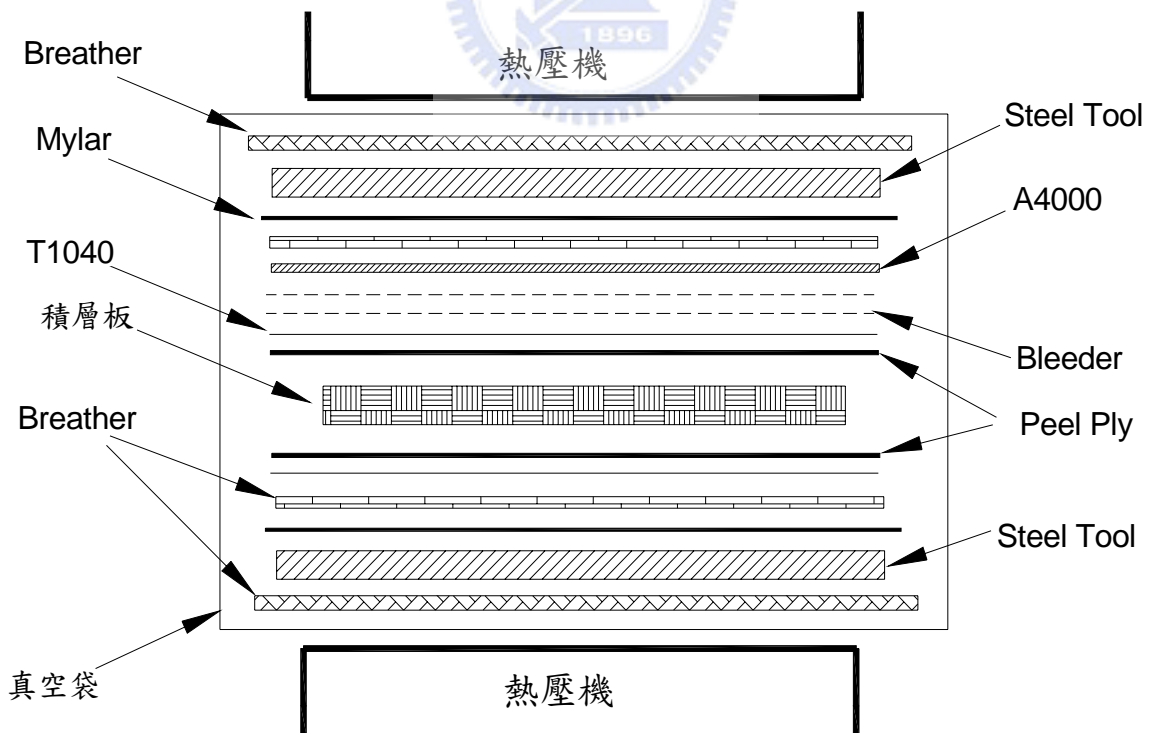 1896
熱壓機
Breather
Steel Tool
Mylar
A4000
T1040
積層板
Bleeder
Breather
Peel Ply
Steel Tool
真空袋
熱壓機